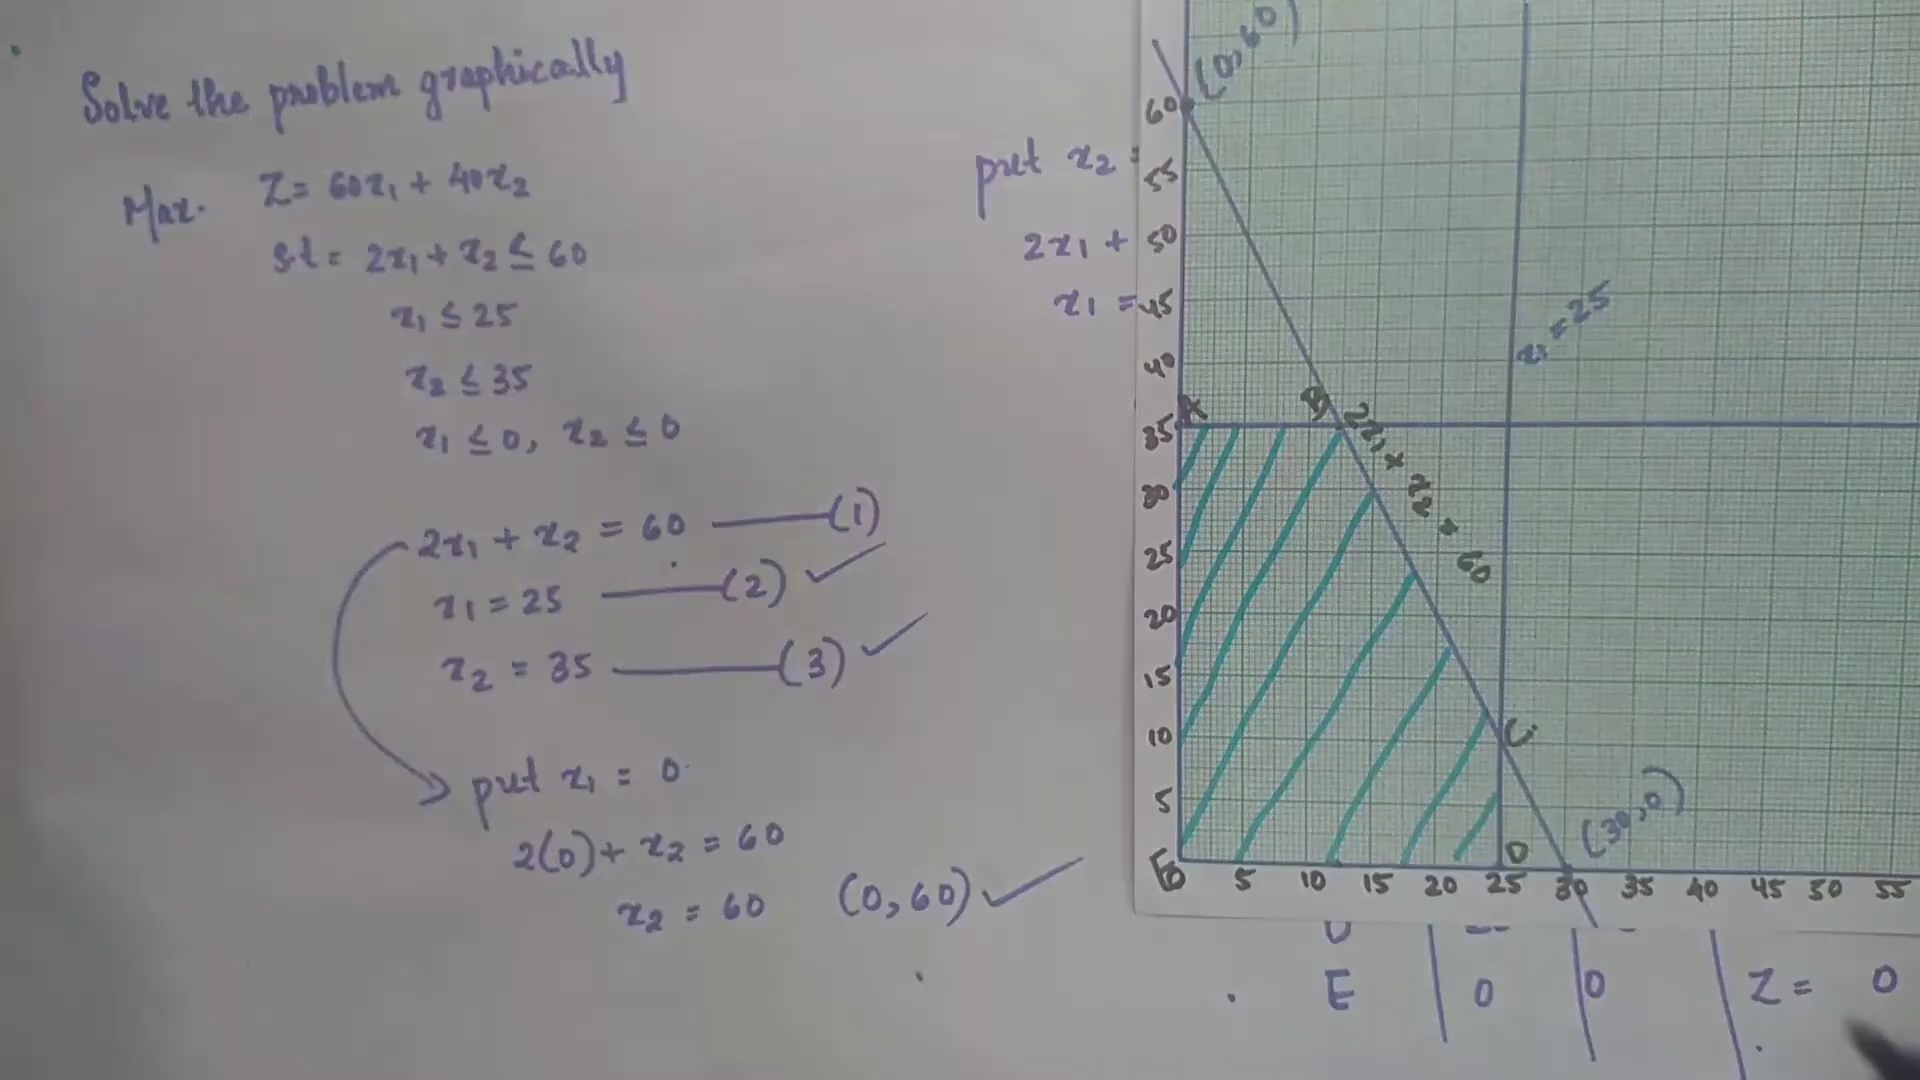 Solve the problem graphically
Max. Z = 60x₁ + 40x₂
s.t = 2x₁ + x₂ ≤ 60
x₁ ≤ 25
x₂ ≤ 35
x₁ ≤ 0, x₂ ≤ 0
2x₁ + x₂ = 60 —— (1)
x₁ = 25 —— (2) ✓
x₂ = 35 —— (3) ✓
put x₁ = 0
2(0) + x₂ = 60
x₂ = 60 (0, 60) ✓
put x₂ =
2x₁ +
x₁ =
(0, 60)
60
55
50
45
40
35
30
25
20
15
10
5
0 5 10 15 20 25 30 35 40 45 50 55
x₁ = 25
A
B
2x₁ + x₂ = 60
C
D
E
(30, 0)
E 0 0 Z = 0